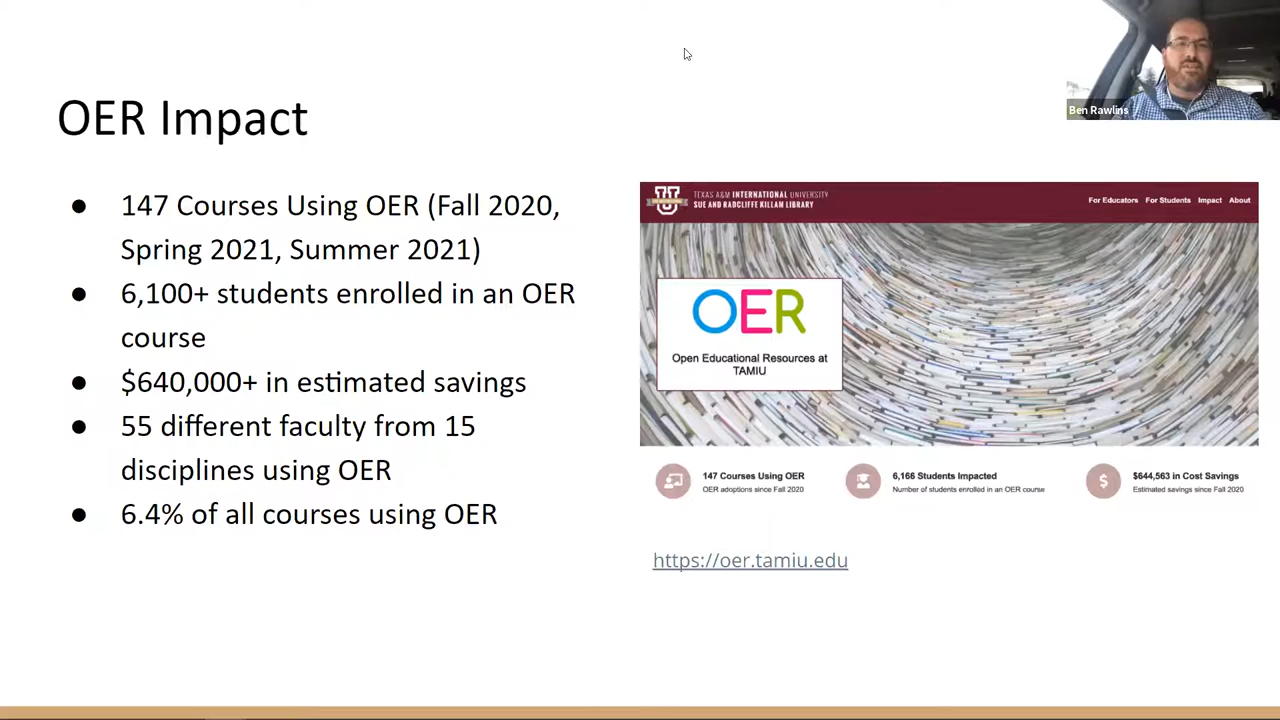 Ben Rawlins
OER Impact
● 147 Courses Using OER (Fall 2020,
Spring 2021, Summer 2021)
● 6,100+ students enrolled in an OER
course
● $640,000+ in estimated savings
● 55 different faculty from 15
disciplines using OER
● 6.4% of all courses using OER
TEXAS A&M INTERNATIONAL UNIVERSITY
SUE AND RADCLIFFE KILLAM LIBRARY
For Educators For Students Impact About
OER
Open Educational Resources at
TAMIU
147 Courses Using OER
OER adoptions since Fall 2020
6,166 Students Impacted
Number of students enrolled in an OER course
$644,563 in Cost Savings
Estimated savings since Fall 2020
https://oer.tamiu.edu